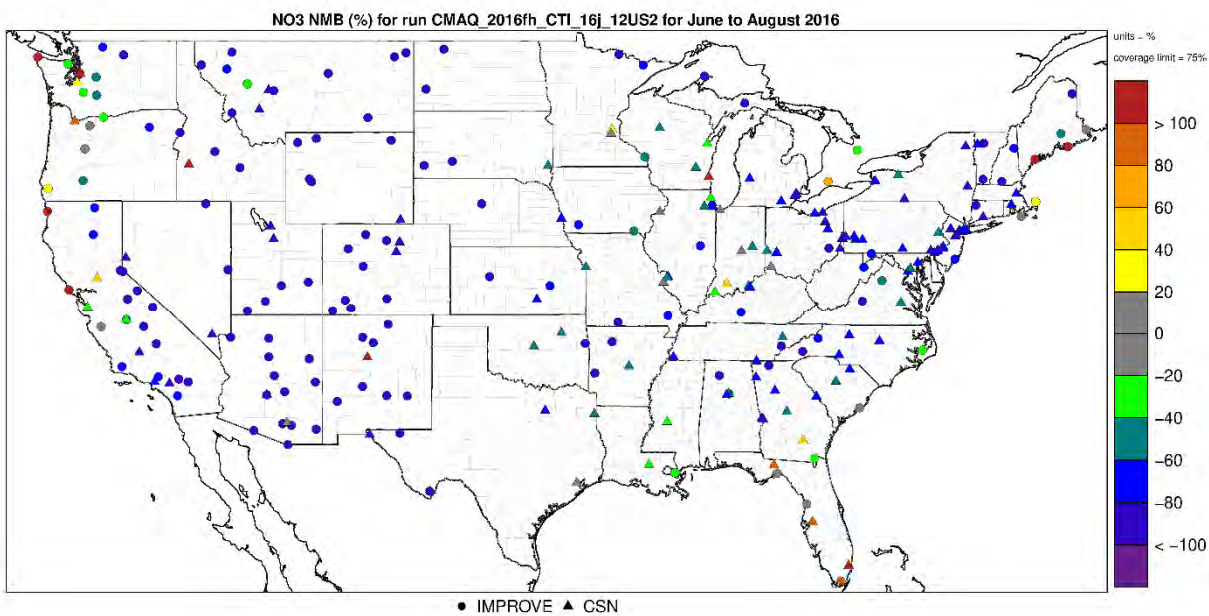 NO3 NMB (%) for run CMAQ_2016fh_CTI_16j_12US2 for June to August 2016
units = %
coverage limit = 75%
> 100
80
60
40
20
0
−20
−40
−60
−80
< −100
● IMPROVE ▲ CSN